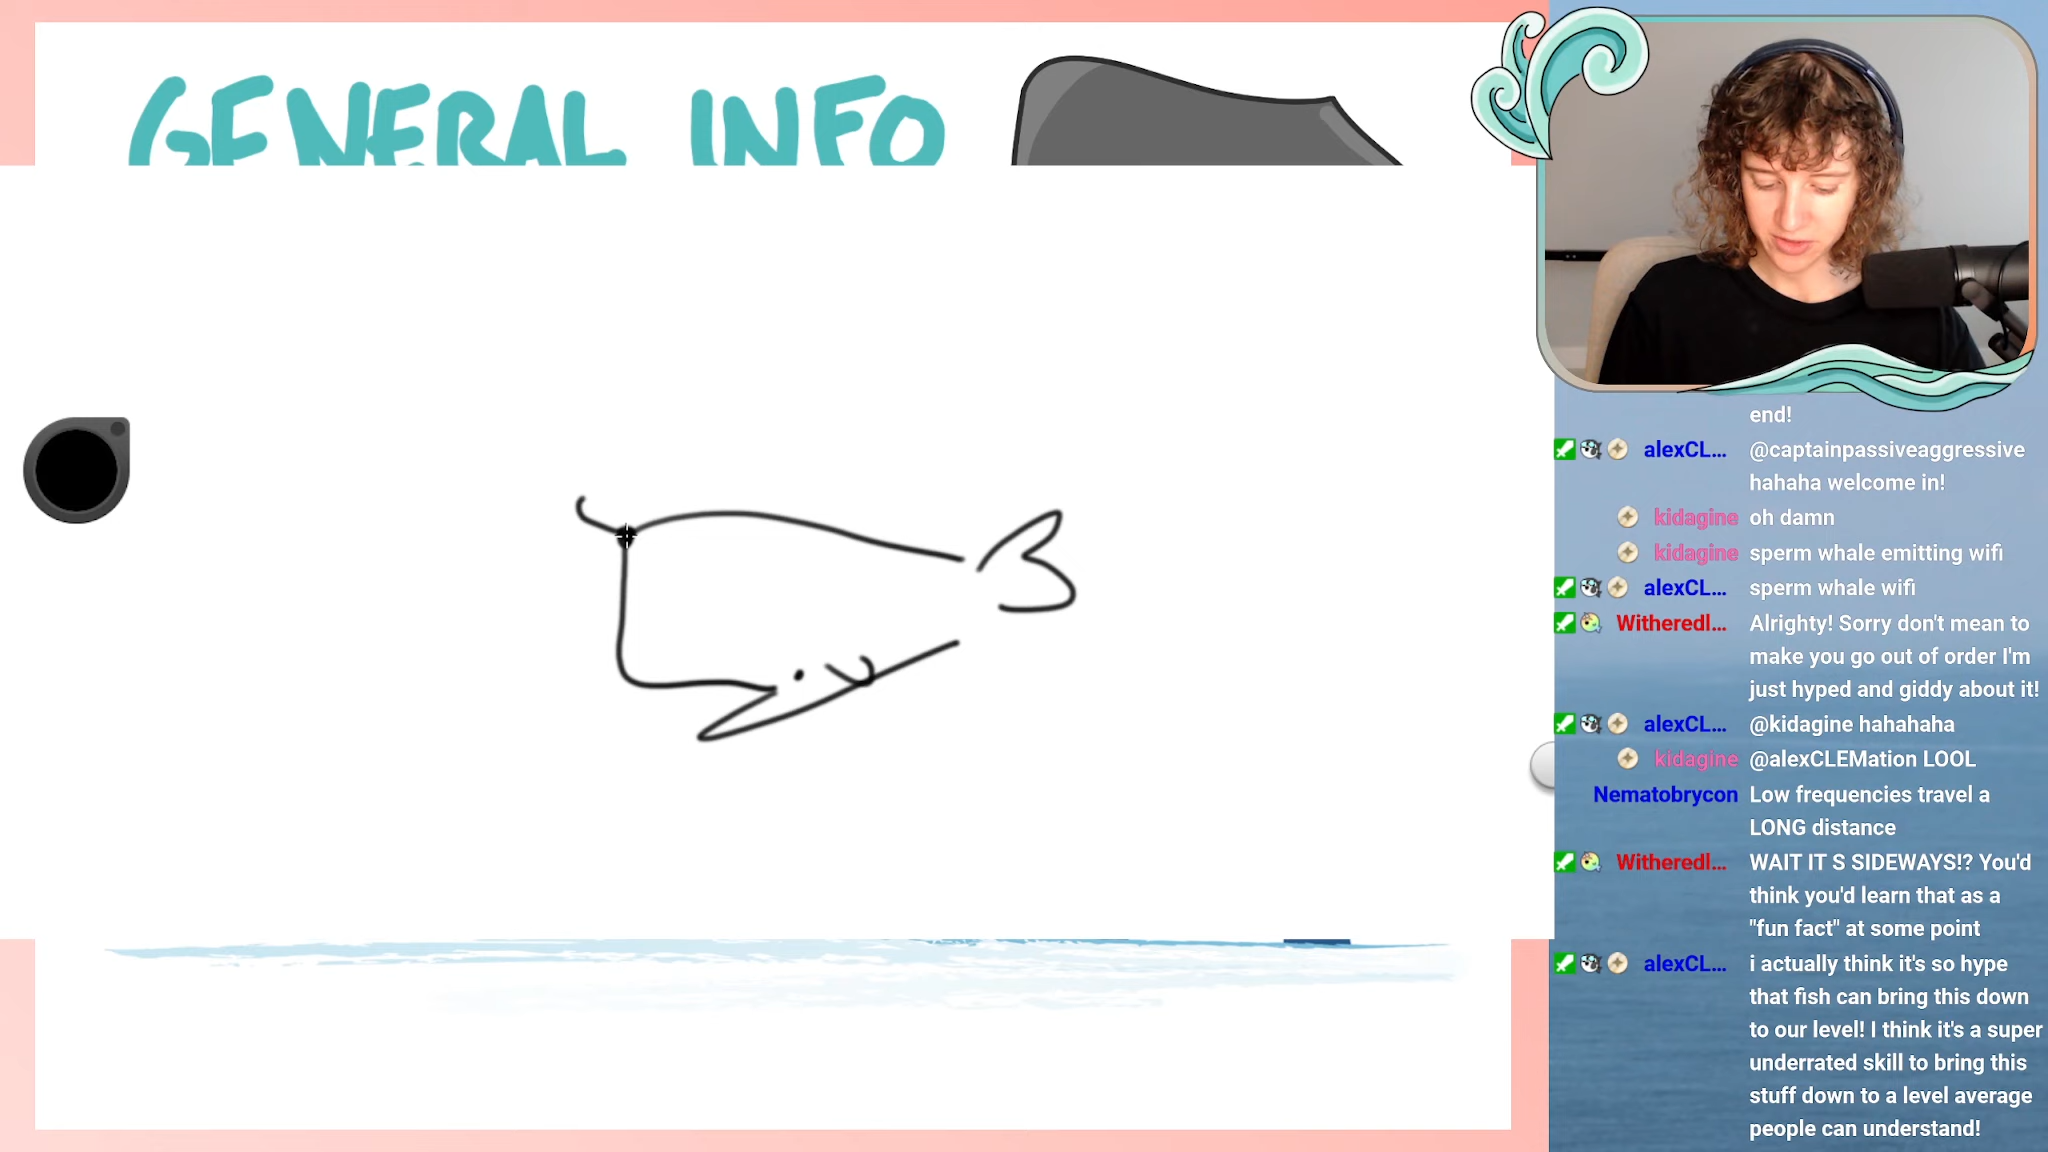 GENERAL INFO
end!
alexCL... @captainpassiveaggressive
hahaha welcome in!
kidagine oh damn
kidagine sperm whale emitting wifi
alexCL... sperm whale wifi
Witheredl... Alrighty! Sorry don't mean to
make you go out of order I'm
just hyped and giddy about it!
alexCL... @kidagine hahahaha
kidagine @alexCLEMation LOOL
Nematobrycon Low frequencies travel a
LONG distance
Witheredl... WAIT IT S SIDEWAYS!? You'd
think you'd learn that as a
"fun fact" at some point
alexCL... i actually think it's so hype
that fish can bring this down
to our level! I think it's a super
underrated skill to bring this
stuff down to a level average
people can understand!